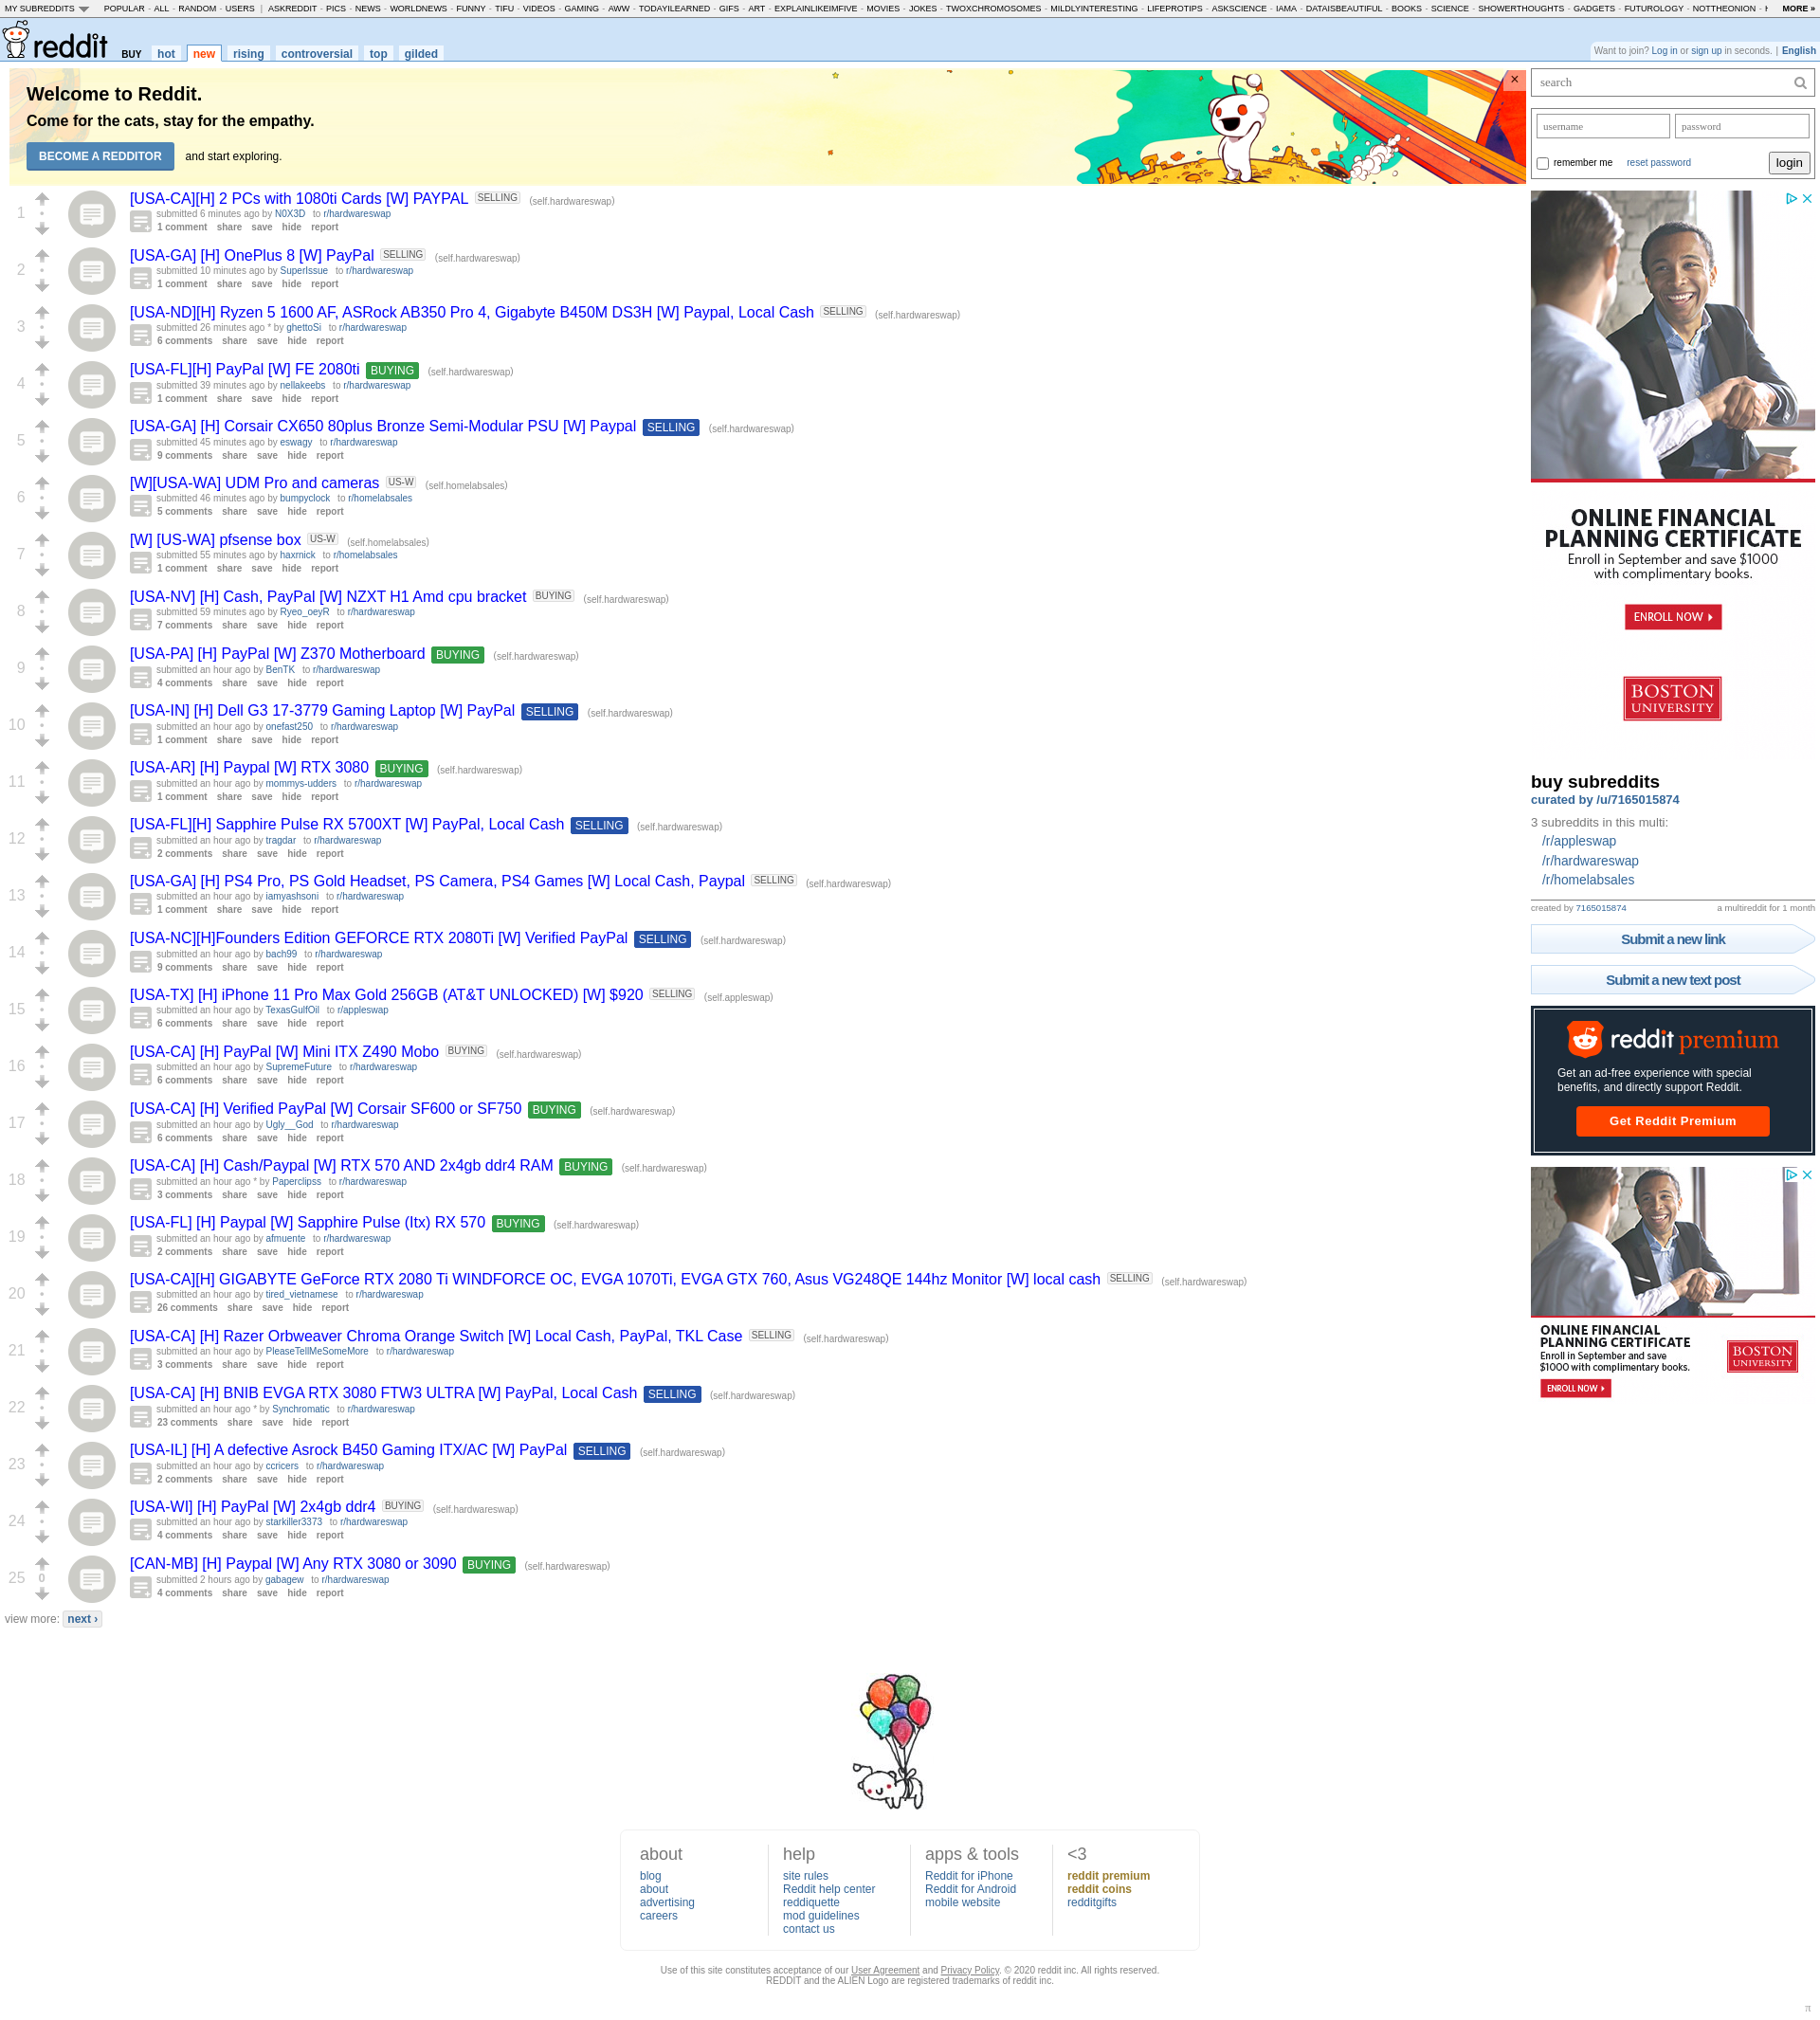 MY SUBREDDITS POPULAR - ALL - RANDOM - USERS | ASKREDDIT - PICS - NEWS - WORLDNEWS - FUNNY - TIFU - VIDEOS - GAMING - AWW - TODAYILEARNED - GIFS - ART - EXPLAINLIKEIMFIVE - MOVIES - JOKES - TWOXCHROMOSOMES - MILDLYINTERESTING - LIFEPROTIPS - ASKSCIENCE - IAMA - DATAISBEAUTIFUL - BOOKS - SCIENCE - SHOWERTHOUGHTS - GADGETS - FUTUROLOGY - NOTTHEONION - MORE »
reddit BUY hot new rising controversial top gilded
Want to join? Log in or sign up in seconds. | English
Welcome to Reddit.
Come for the cats, stay for the empathy.
BECOME A REDDITOR and start exploring.
1
[USA-CA][H] 2 PCs with 1080ti Cards [W] PAYPAL SELLING (self.hardwareswap)
submitted 6 minutes ago by N0X3D to r/hardwareswap
1 comment share save hide report
2
[USA-GA] [H] OnePlus 8 [W] PayPal SELLING (self.hardwareswap)
submitted 10 minutes ago by SuperIssue to r/hardwareswap
1 comment share save hide report
3
[USA-ND][H] Ryzen 5 1600 AF, ASRock AB350 Pro 4, Gigabyte B450M DS3H [W] Paypal, Local Cash SELLING (self.hardwareswap)
submitted 26 minutes ago * by ghettoSi to r/hardwareswap
6 comments share save hide report
4
[USA-FL][H] PayPal [W] FE 2080ti BUYING (self.hardwareswap)
submitted 39 minutes ago by nellakeebs to r/hardwareswap
1 comment share save hide report
5
[USA-GA] [H] Corsair CX650 80plus Bronze Semi-Modular PSU [W] Paypal SELLING (self.hardwareswap)
submitted 45 minutes ago by eswagy to r/hardwareswap
9 comments share save hide report
6
[W][USA-WA] UDM Pro and cameras US-W (self.homelabsales)
submitted 46 minutes ago by bumpyclock to r/homelabsales
5 comments share save hide report
7
[W] [US-WA] pfsense box US-W (self.homelabsales)
submitted 55 minutes ago by haxmick to r/homelabsales
1 comment share save hide report
8
[USA-NV] [H] Cash, PayPal [W] NZXT H1 Amd cpu bracket BUYING (self.hardwareswap)
submitted 59 minutes ago by Ryeo_oeyR to r/hardwareswap
7 comments share save hide report
9
[USA-PA] [H] PayPal [W] Z370 Motherboard BUYING (self.hardwareswap)
submitted an hour ago by BenTK to r/hardwareswap
4 comments share save hide report
10
[USA-IN] [H] Dell G3 17-3779 Gaming Laptop [W] PayPal SELLING (self.hardwareswap)
submitted an hour ago by onefast250 to r/hardwareswap
1 comment share save hide report
11
[USA-AR] [H] Paypal [W] RTX 3080 BUYING (self.hardwareswap)
submitted an hour ago by mommys-udders to r/hardwareswap
1 comment share save hide report
12
[USA-FL][H] Sapphire Pulse RX 5700XT [W] PayPal, Local Cash SELLING (self.hardwareswap)
submitted an hour ago by tragdar to r/hardwareswap
2 comments share save hide report
13
[USA-GA] [H] PS4 Pro, PS Gold Headset, PS Camera, PS4 Games [W] Local Cash, Paypal SELLING (self.hardwareswap)
submitted an hour ago by iamyashsoni to r/hardwareswap
1 comment share save hide report
14
[USA-NC][H]Founders Edition GEFORCE RTX 2080Ti [W] Verified PayPal SELLING (self.hardwareswap)
submitted an hour ago by bach99 to r/hardwareswap
9 comments share save hide report
15
[USA-TX] [H] iPhone 11 Pro Max Gold 256GB (AT&T UNLOCKED) [W] $920 SELLING (self.appleswap)
submitted an hour ago by TexasGulfOil to r/appleswap
6 comments share save hide report
16
[USA-CA] [H] PayPal [W] Mini ITX Z490 Mobo BUYING (self.hardwareswap)
submitted an hour ago by SupremeFuture to r/hardwareswap
6 comments share save hide report
17
[USA-CA] [H] Verified PayPal [W] Corsair SF600 or SF750 BUYING (self.hardwareswap)
submitted an hour ago by Ugly__God to r/hardwareswap
6 comments share save hide report
18
[USA-CA] [H] Cash/Paypal [W] RTX 570 AND 2x4gb ddr4 RAM BUYING (self.hardwareswap)
submitted an hour ago * by Paperclipss to r/hardwareswap
3 comments share save hide report
19
[USA-FL] [H] Paypal [W] Sapphire Pulse (Itx) RX 570 BUYING (self.hardwareswap)
submitted an hour ago by afmuente to r/hardwareswap
2 comments share save hide report
20
[USA-CA][H] GIGABYTE GeForce RTX 2080 Ti WINDFORCE OC, EVGA 1070Ti, EVGA GTX 760, Asus VG248QE 144hz Monitor [W] local cash SELLING (self.hardwareswap)
submitted an hour ago by tired_vietnamese to r/hardwareswap
26 comments share save hide report
21
[USA-CA] [H] Razer Orbweaver Chroma Orange Switch [W] Local Cash, PayPal, TKL Case SELLING (self.hardwareswap)
submitted an hour ago by PleaseTellMeSomeMore to r/hardwareswap
3 comments share save hide report
22
[USA-CA] [H] BNIB EVGA RTX 3080 FTW3 ULTRA [W] PayPal, Local Cash SELLING (self.hardwareswap)
submitted an hour ago * by Synchromatic to r/hardwareswap
23 comments share save hide report
23
[USA-IL] [H] A defective Asrock B450 Gaming ITX/AC [W] PayPal SELLING (self.hardwareswap)
submitted an hour ago by ccricers to r/hardwareswap
2 comments share save hide report
24
[USA-WI] [H] PayPal [W] 2x4gb ddr4 BUYING (self.hardwareswap)
submitted an hour ago by starkiller3373 to r/hardwareswap
4 comments share save hide report
25 0
[CAN-MB] [H] Paypal [W] Any RTX 3080 or 3090 BUYING (self.hardwareswap)
submitted 2 hours ago by gabagew to r/hardwareswap
4 comments share save hide report
view more: next ›
search
username password
remember me reset password login
ONLINE FINANCIAL
PLANNING CERTIFICATE
Enroll in September and save $1000
with complimentary books.
ENROLL NOW
BOSTON
UNIVERSITY
buy subreddits
curated by /u/7165015874
3 subreddits in this multi:
/r/appleswap
/r/hardwareswap
/r/homelabsales
created by 7165015874 a multireddit for 1 month
Submit a new link
Submit a new text post
reddit premium
Get an ad-free experience with special
benefits, and directly support Reddit.
Get Reddit Premium
ONLINE FINANCIAL
PLANNING CERTIFICATE
Enroll in September and save
$1000 with complimentary books.
ENROLL NOW
BOSTON
UNIVERSITY
about
blog
about
advertising
careers
help
site rules
Reddit help center
reddiquette
mod guidelines
contact us
apps & tools
Reddit for iPhone
Reddit for Android
mobile website
<3
reddit premium
reddit coins
redditgifts
Use of this site constitutes acceptance of our User Agreement and Privacy Policy. © 2020 reddit inc. All rights reserved.
REDDIT and the ALIEN Logo are registered trademarks of reddit inc.
π